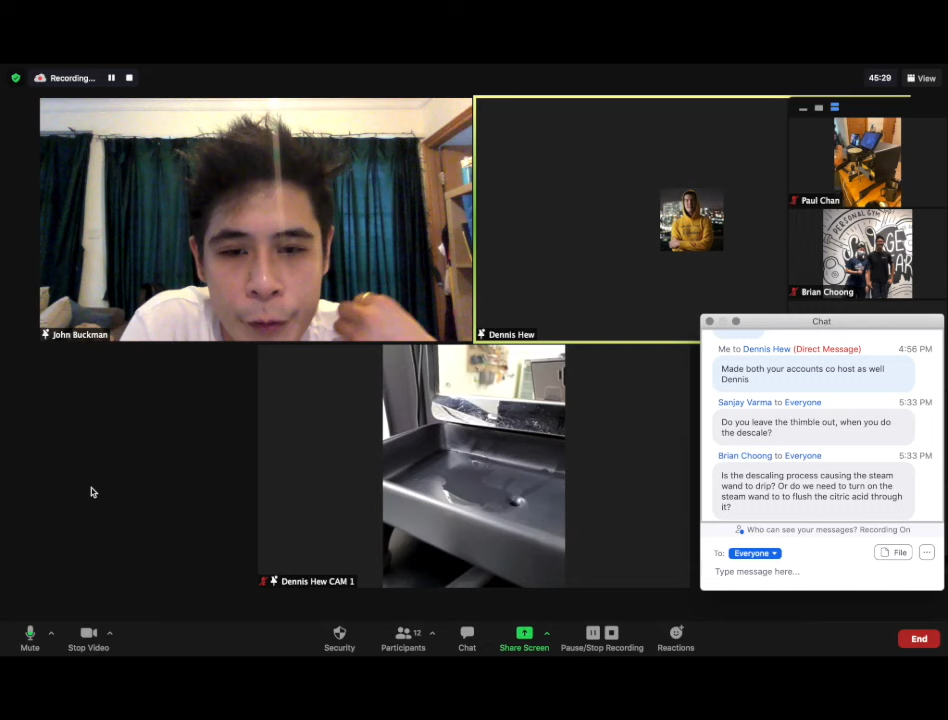 Recording...
45:29
View
John Buckman
Dennis Hew
Paul Chan
PERSONAL GYM
Brian Choong
Dennis Hew CAM 1
Chat
Me to Dennis Hew (Direct Message) 4:56 PM
Made both your accounts co host as well
Dennis
Sanjay Varma to Everyone 5:33 PM
Do you leave the thimble out, when you do
the descale?
Brian Choong to Everyone 5:33 PM
Is the descaling process causing the steam
wand to drip? Or do we need to turn on the
steam wand to to flush the citric acid through
it?
Who can see your messages? Recording On
To: Everyone File
Type message here...
Mute
Stop Video
Security
12
Participants
Chat
Share Screen
Pause/Stop Recording
Reactions
End